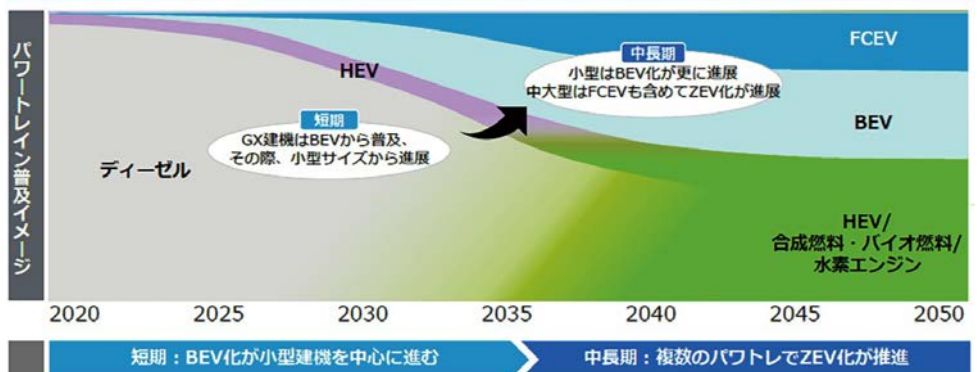 パワートレイン普及イメージ
FCEV
HEV
中長期
小型はBEV化が更に進展
中大型はFCEVも含めてZEV化が進展
短期
GX建機はBEVから普及、
その際、小型サイズから進展
BEV
ディーゼル
HEV/
合成燃料・バイオ燃料/
水素エンジン
2020 2025 2030 2035 2040 2045 2050
短期：BEV化が小型建機を中心に進む
中長期：複数のパワトレでZEV化が推進